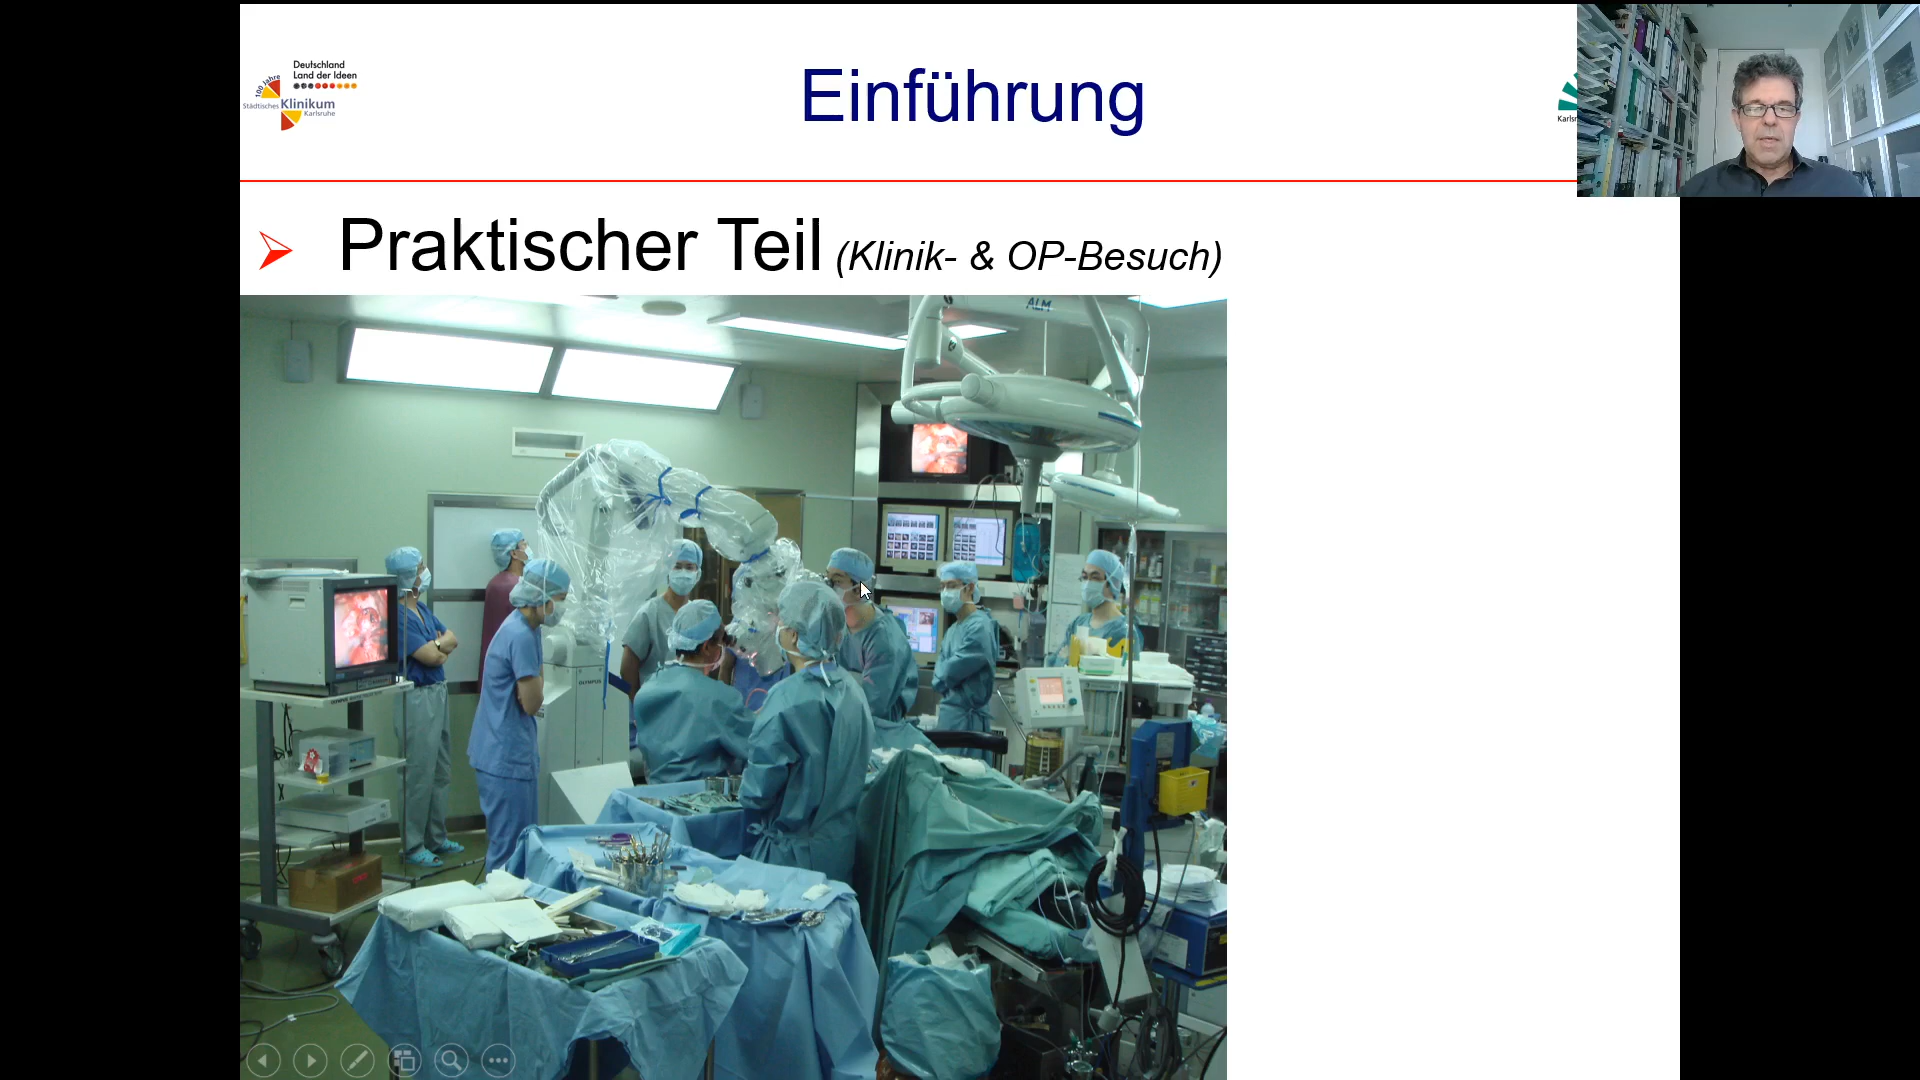 Deutschland
Land der Ideen
100 Jahre
Städtisches Klinikum
Karlsruhe
Einführung
Praktischer Teil (Klinik- & OP-Besuch)
ALM
OLYMPUS